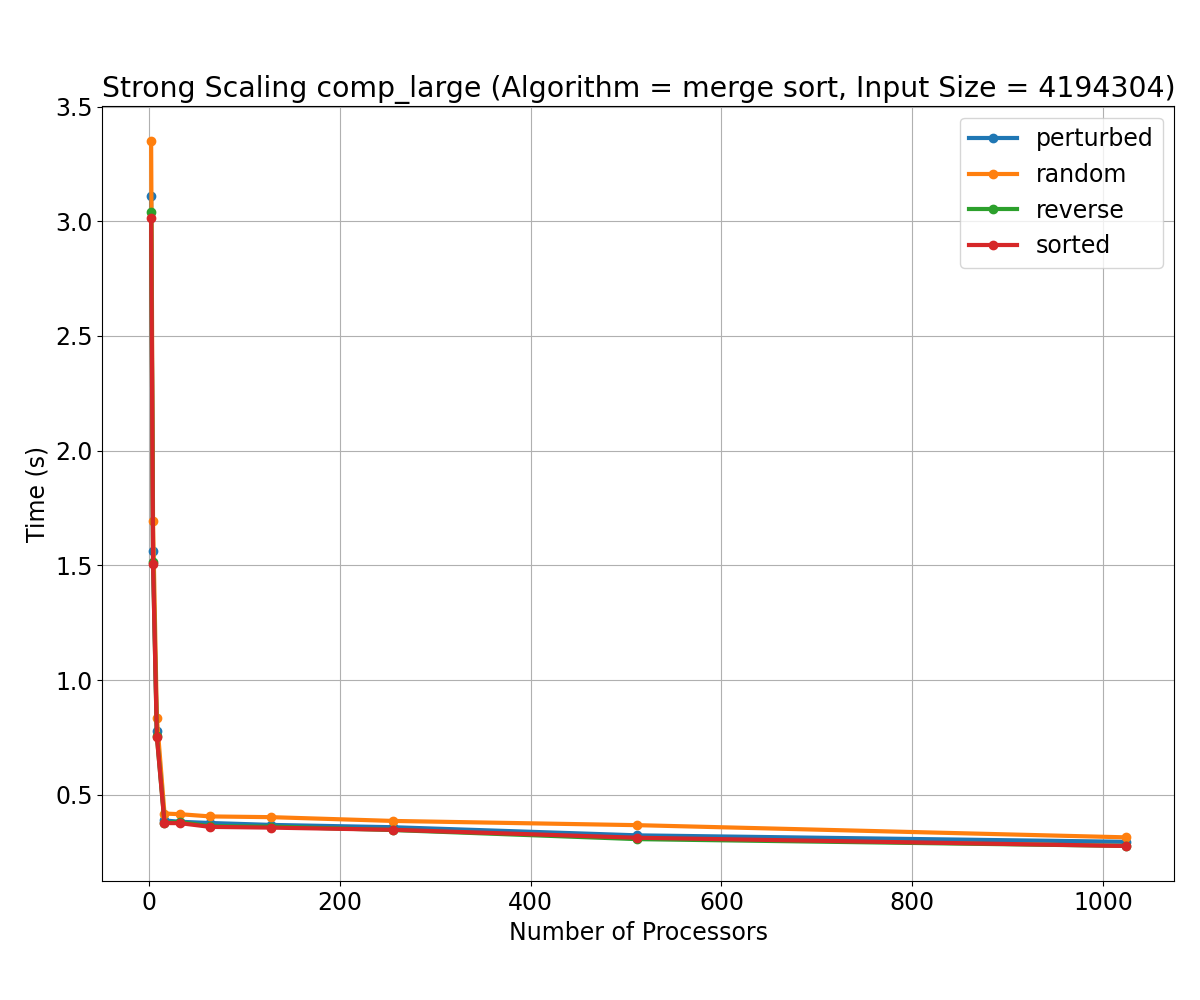 Strong Scaling comp_large (Algorithm = merge sort, Input Size = 4194304)
3.5
3.0
2.5
2.0
1.5
1.0
0.5
Time (s)
perturbed
random
reverse
sorted
0 200 400 600 800 1000
Number of Processors